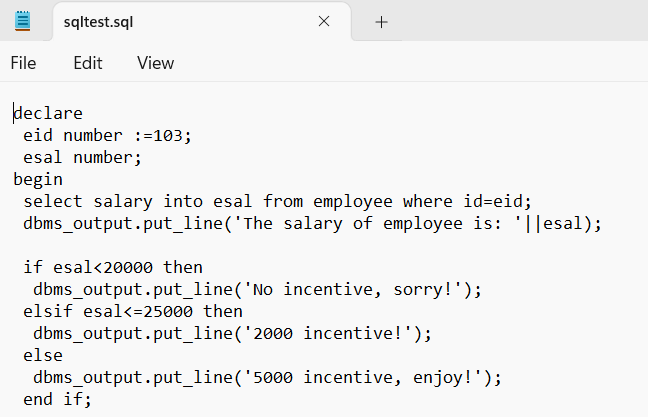 sqltest.sql
File Edit View
declare
eid number :=103;
esal number;
begin
select salary into esal from employee where id=eid;
dbms_output.put_line('The salary of employee is: '||esal);
if esal<20000 then
dbms_output.put_line('No incentive, sorry!');
elsif esal<=25000 then
dbms_output.put_line('2000 incentive!');
else
dbms_output.put_line('5000 incentive, enjoy!');
end if;